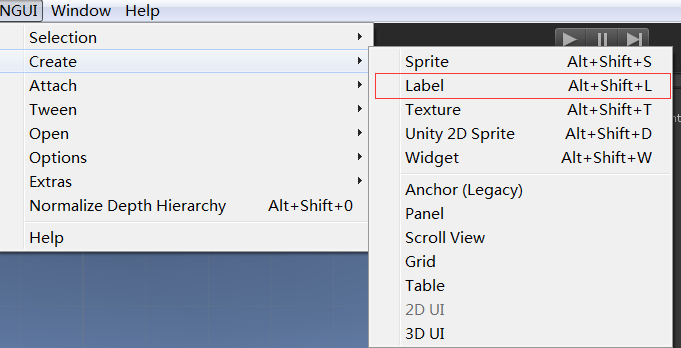 NGUI Window Help
Selection
Create
Attach
Tween
Open
Options
Extras
Normalize Depth Hierarchy Alt+Shift+0
Help
Sprite Alt+Shift+S
Label Alt+Shift+L
Texture Alt+Shift+T
Unity 2D Sprite Alt+Shift+D
Widget Alt+Shift+W
Anchor (Legacy)
Panel
Scroll View
Grid
Table
2D UI
3D UI